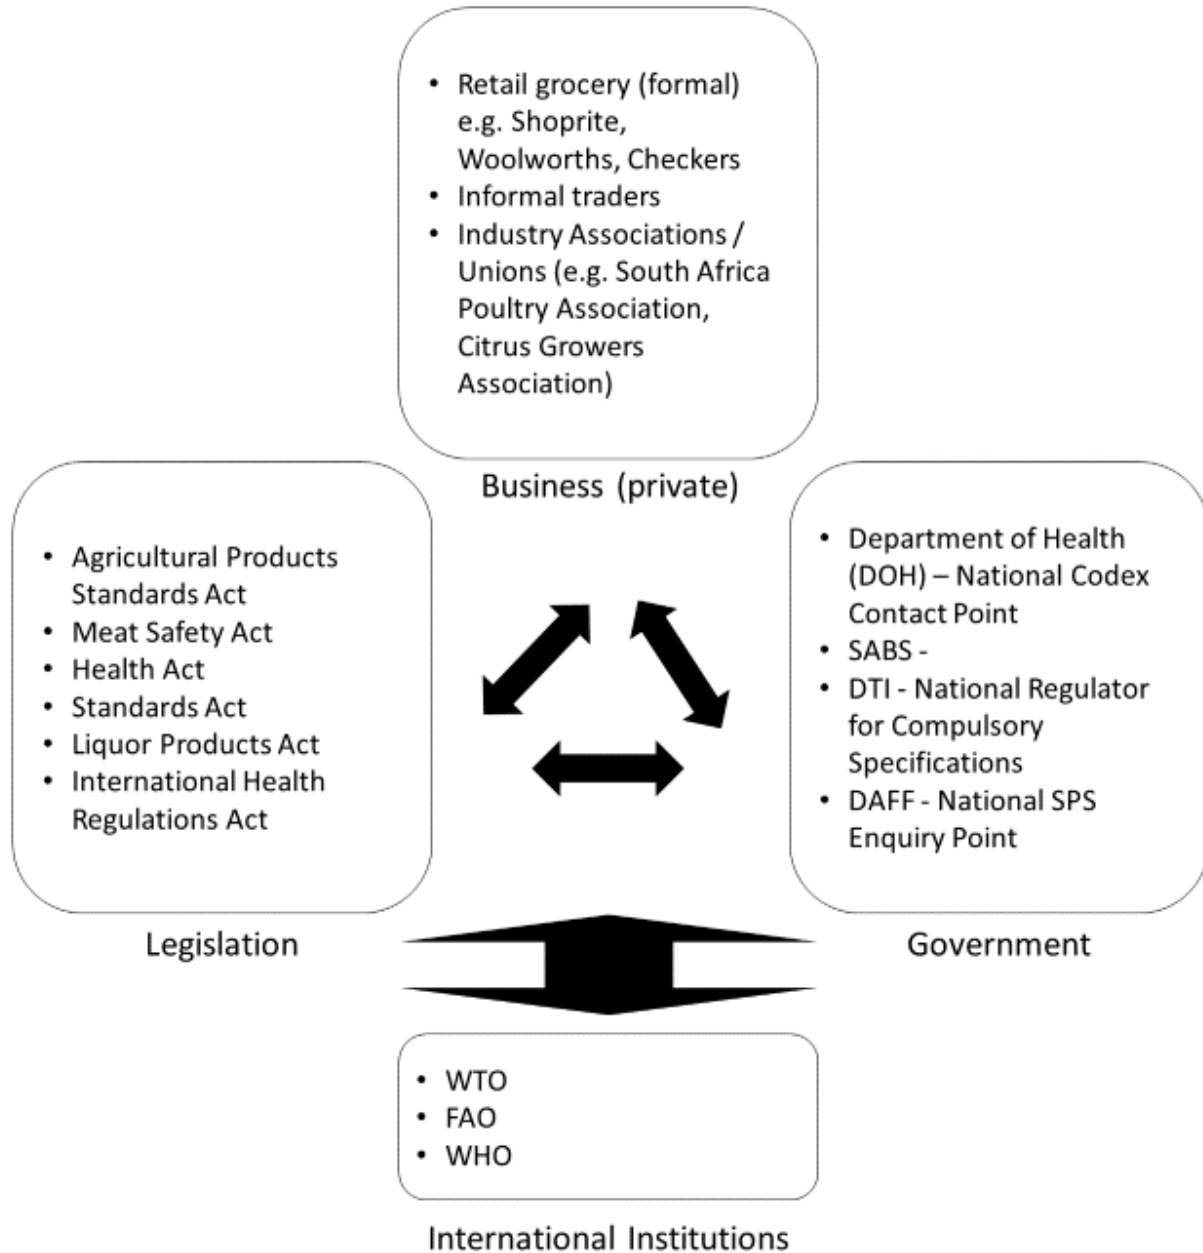 • Retail grocery (formal)
e.g. Shoprite,
Woolworths, Checkers
• Informal traders
• Industry Associations /
Unions (e.g. South Africa
Poultry Association,
Citrus Growers
Association)
Business (private)
• Agricultural Products
Standards Act
• Meat Safety Act
• Health Act
• Standards Act
• Liquor Products Act
• International Health
Regulations Act
Legislation
• Department of Health
(DOH) – National Codex
Contact Point
• SABS -
• DTI - National Regulator
for Compulsory
Specifications
• DAFF - National SPS
Enquiry Point
Government
• WTO
• FAO
• WHO
International Institutions